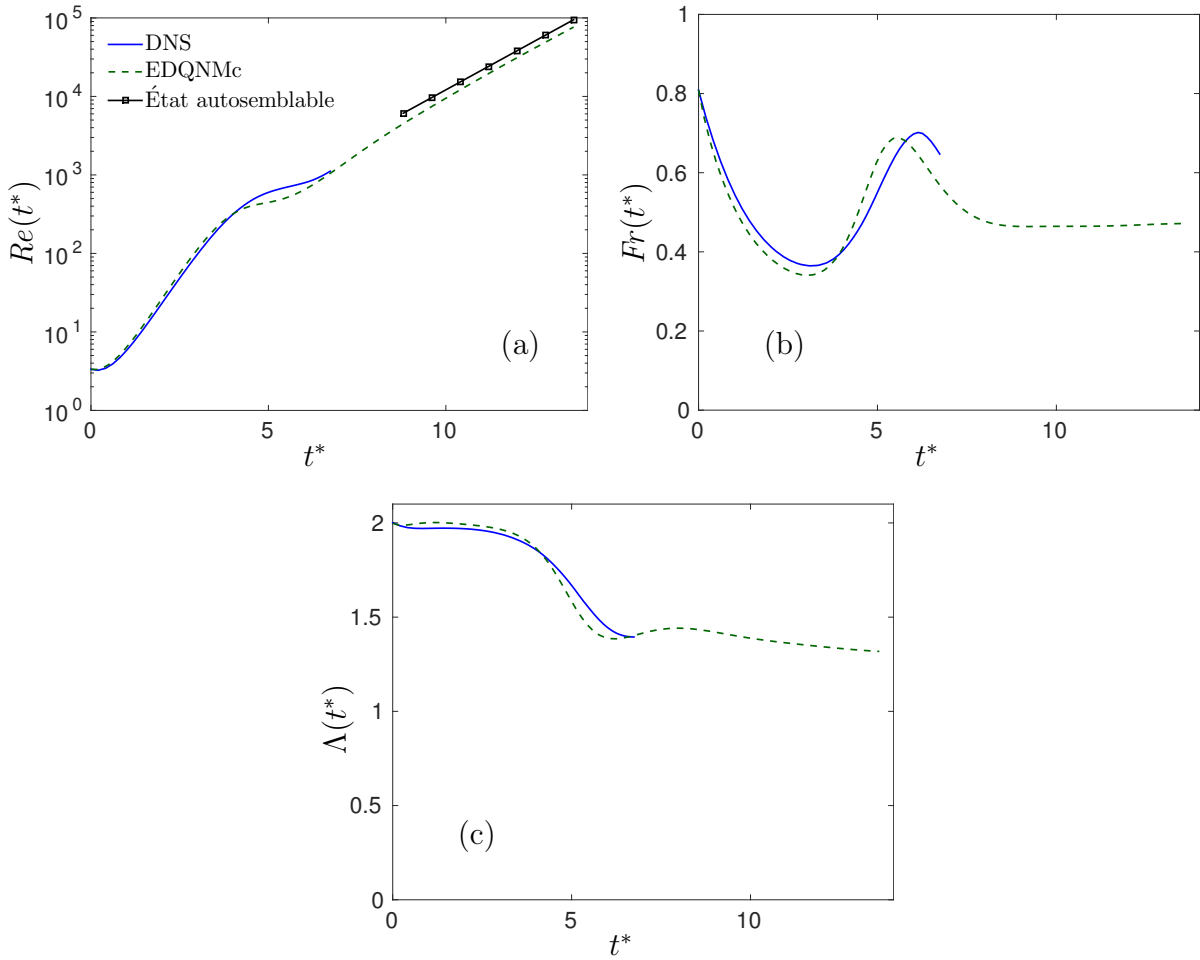 10^5
10^4
10^3
10^2
10^1
10^0
Re(t*)
DNS
EDQNMc
État autosemblable
(a)
0 5 10
t*
1
0.8
0.6
0.4
0.2
0
Fr(t*)
(b)
0 5 10
t*
2
1.5
1
0.5
0
Λ(t*)
(c)
0 5 10
t*